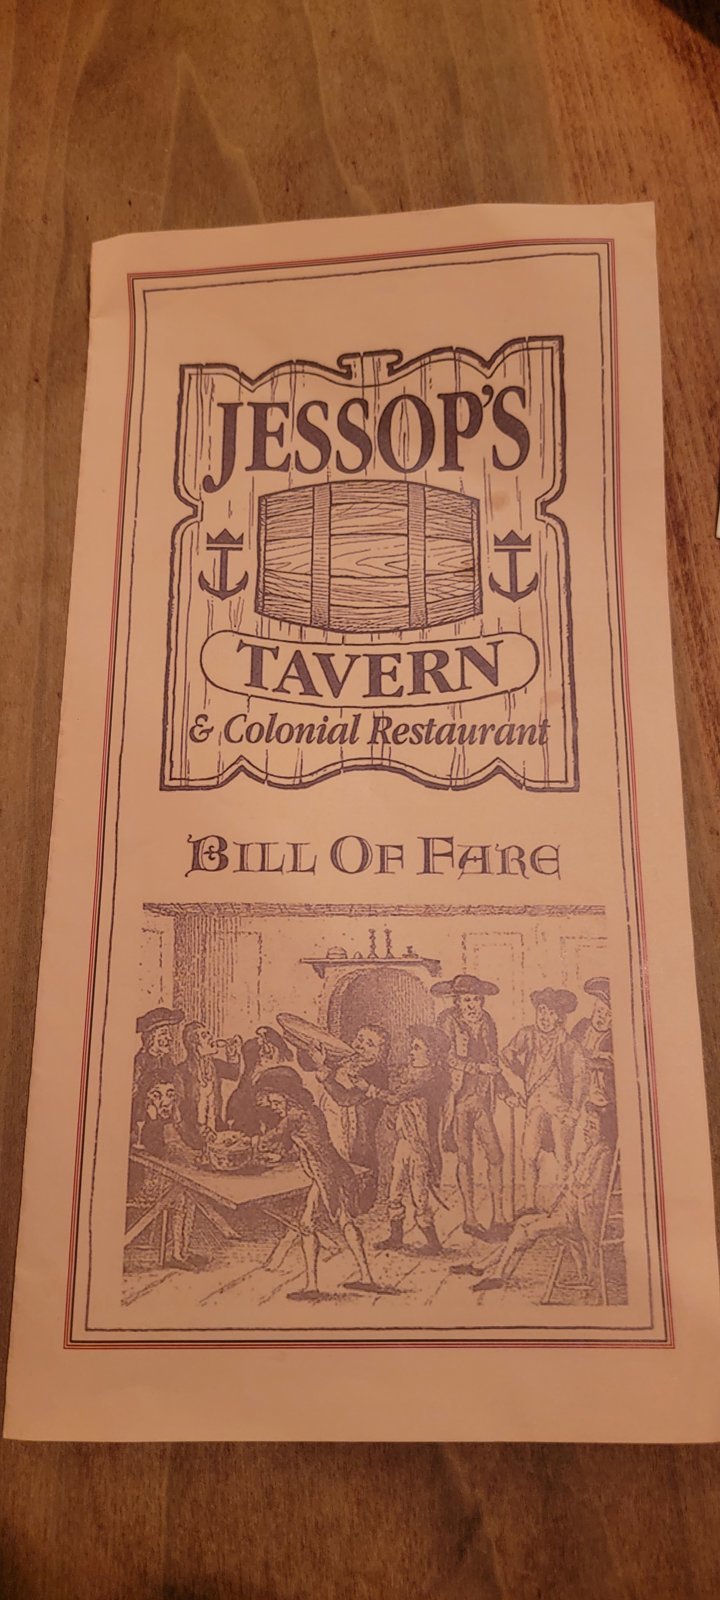 JESSOP'S
TAVERN
& Colonial Restaurant
BILL OF FARE